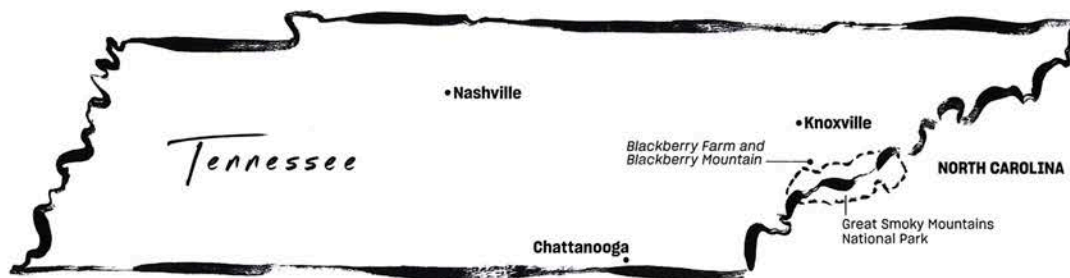 Nashville
Knoxville
Tennessee
Blackberry Farm and
Blackberry Mountain
NORTH CAROLINA
Great Smoky Mountains
National Park
Chattanooga